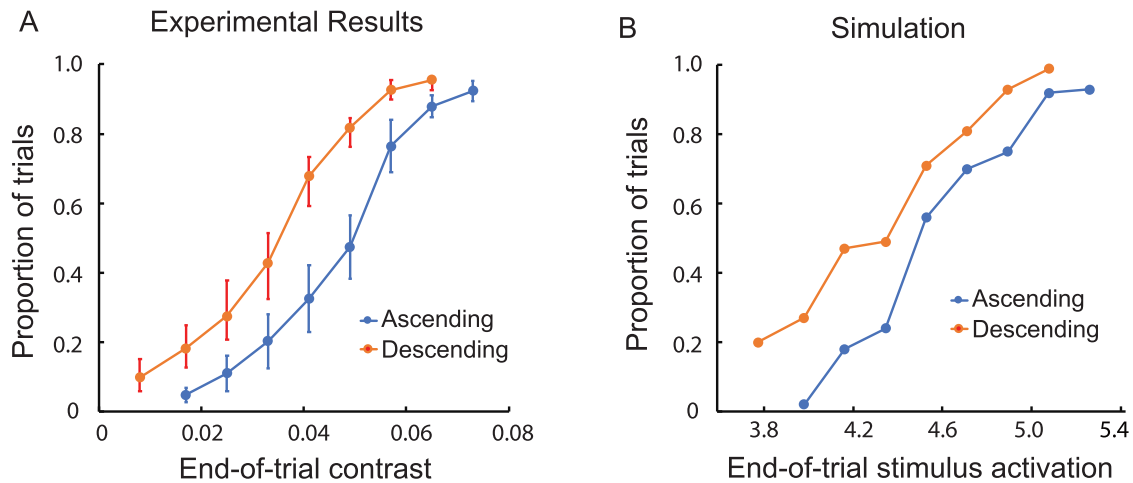 A
Experimental Results
Proportion of trials
1.0
0.8
0.6
0.4
0.2
0
Ascending
Descending
0
0.02
0.04
0.06
0.08
End-of-trial contrast
B
Simulation
Proportion of trials
1.0
0.8
0.6
0.4
0.2
0
Ascending
Descending
3.8
4.2
4.6
5.0
5.4
End-of-trial stimulus activation